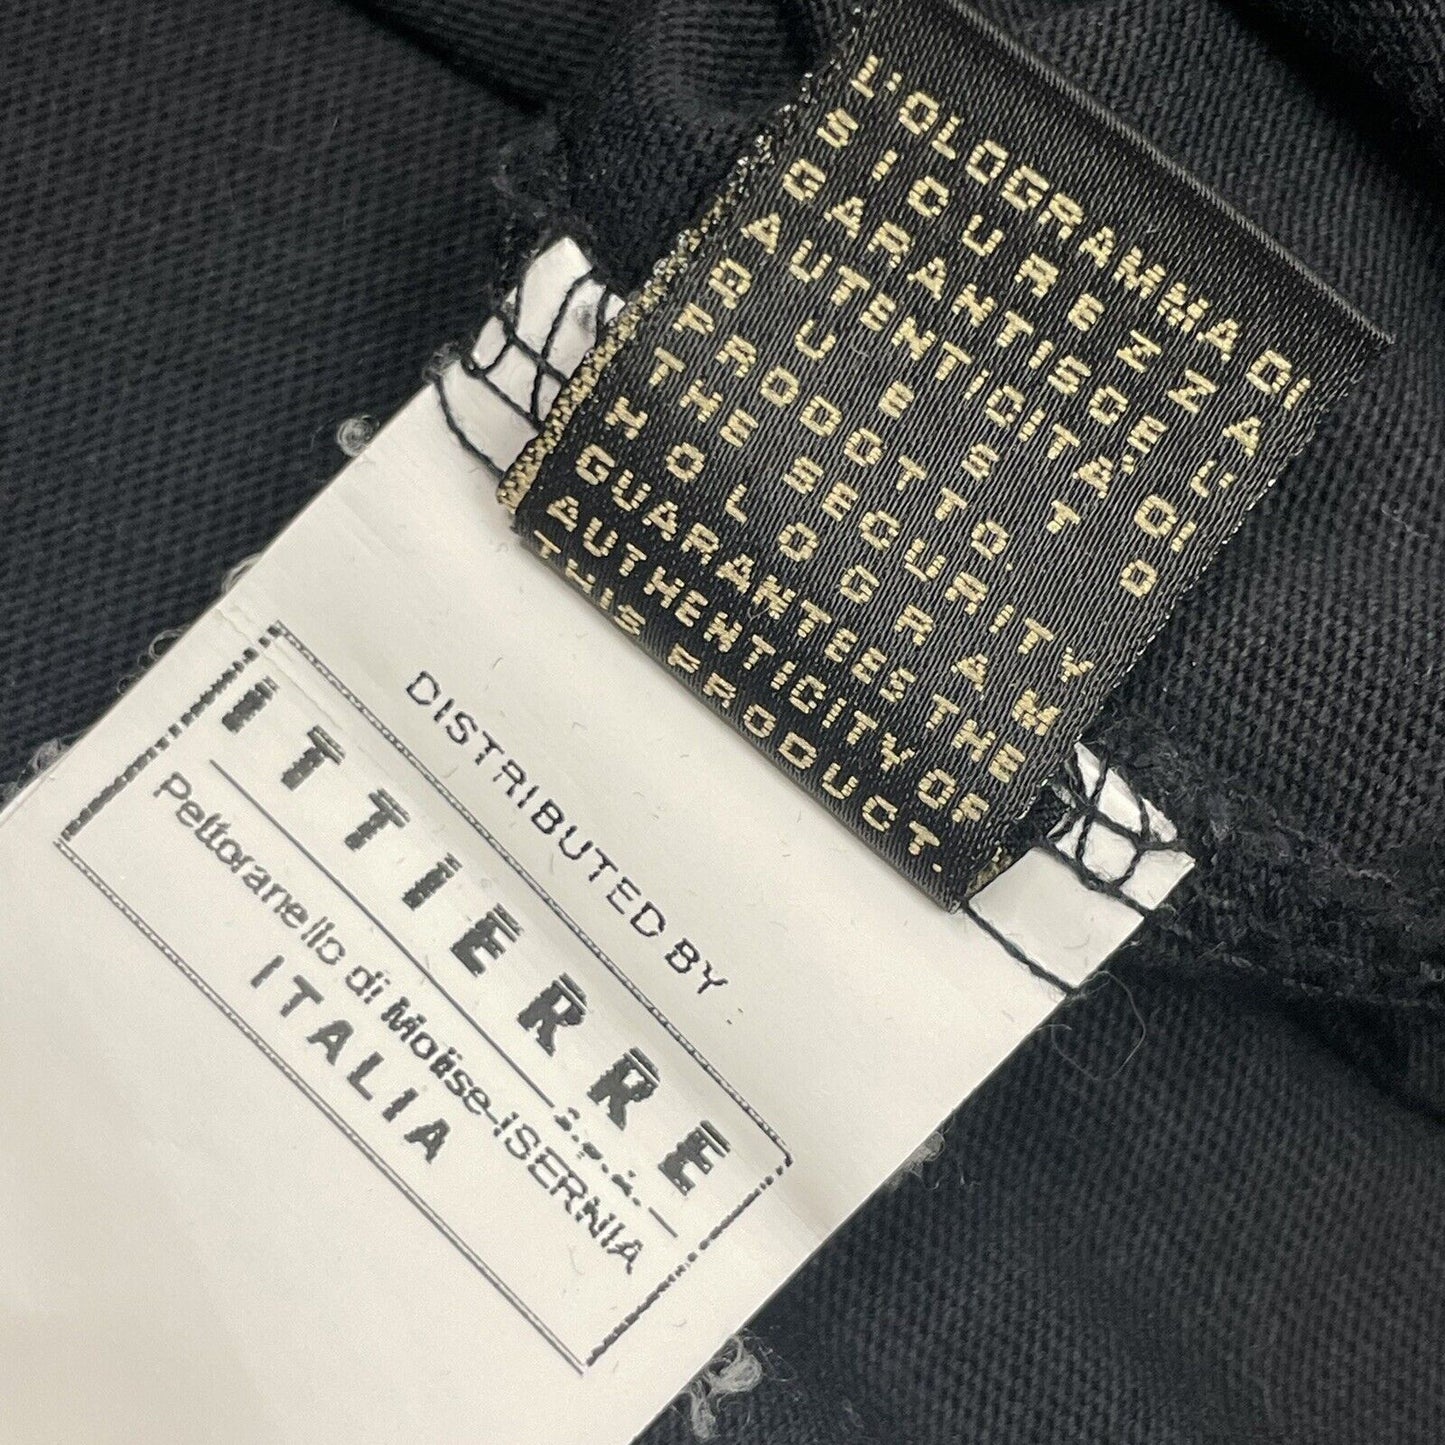 L'OLOGRAMMA DI
SICUREZZA
GARANTISCE L'
AUTENTICITA' DI
QUESTO
PRODOTTO.
THE SECURITY
HOLOGRAM
GUARANTEES THE
AUTHENTICITY OF
THIS PRODUCT.
DISTRIBUTED BY :
ITTIERRE
S.P.A.
Pettoranello di Molise-ISERNIA
ITALIA